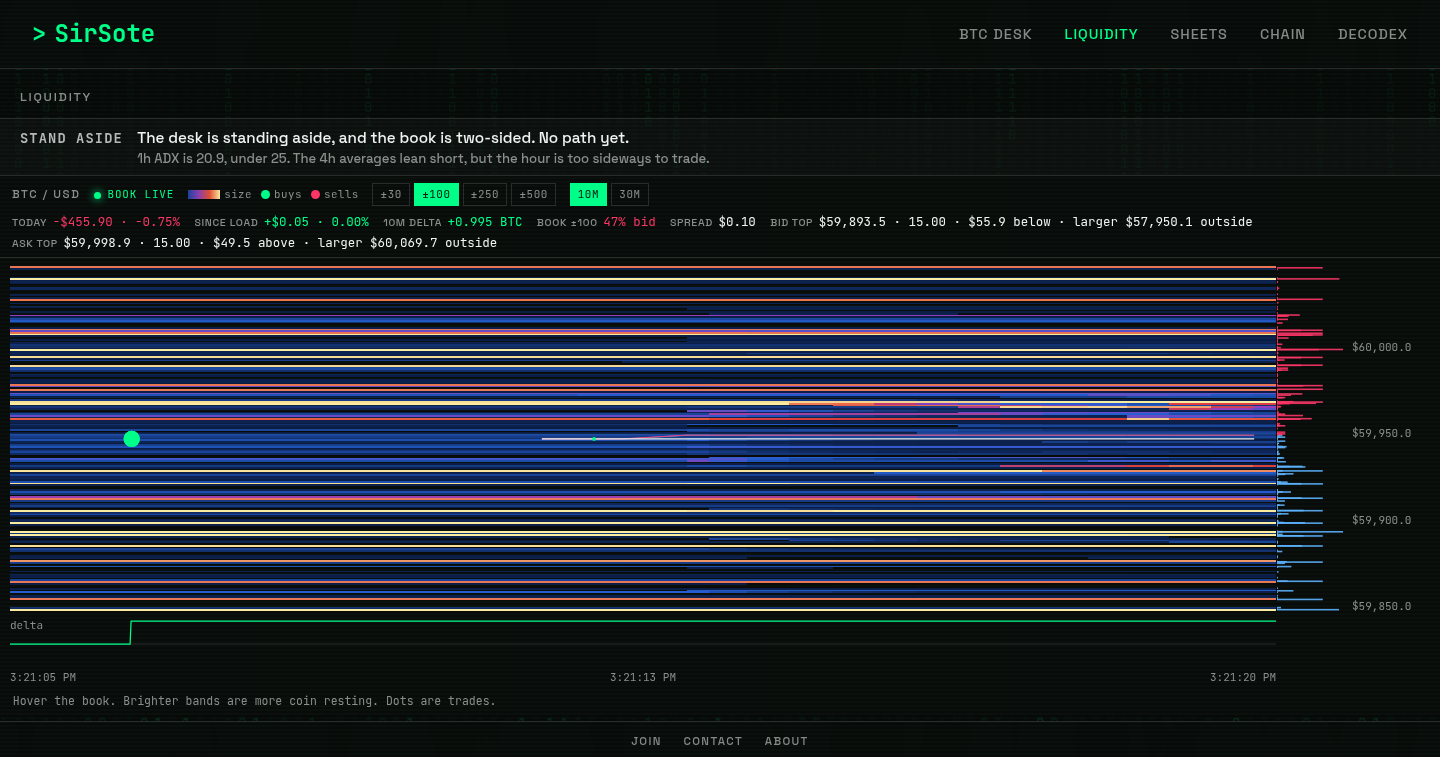 > SirSote
BTC DESK LIQUIDITY SHEETS CHAIN DECODEX
LIQUIDITY
STAND ASIDE The desk is standing aside, and the book is two-sided. No path yet.
1h ADX is 20.9, under 25. The 4h averages lean short, but the hour is too sideways to trade.
BTC / USD BOOK LIVE size buys sells ±30 ±100 ±250 ±500 10M 30M
TODAY -$455.90 · -0.75% SINCE LOAD +$0.05 · 0.00% 10M DELTA +0.995 BTC BOOK ±100 47% bid SPREAD $0.10 BID TOP $59,893.5 · 15.00 · $55.9 below · larger $57,950.1 outside
ASK TOP $59,998.9 · 15.00 · $49.5 above · larger $60,069.7 outside
$60,000.0
$59,950.0
$59,900.0
$59,850.0
delta
3:21:05 PM 3:21:13 PM 3:21:20 PM
Hover the book. Brighter bands are more coin resting. Dots are trades.
JOIN CONTACT ABOUT